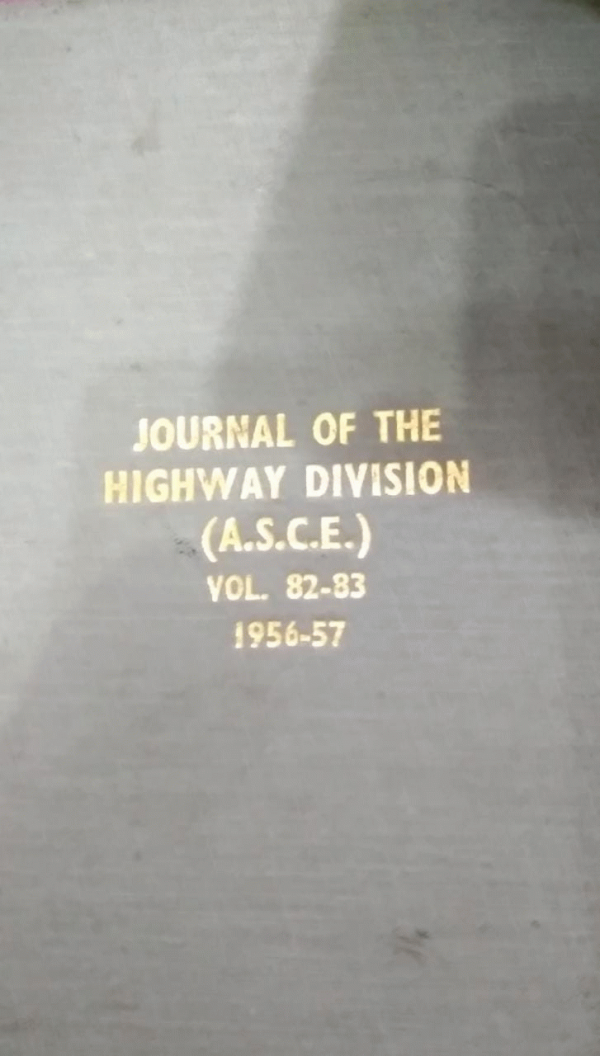 JOURNAL OF THE
HIGHWAY DIVISION
(A.S.C.E.)
VOL. 82-83
1956-57